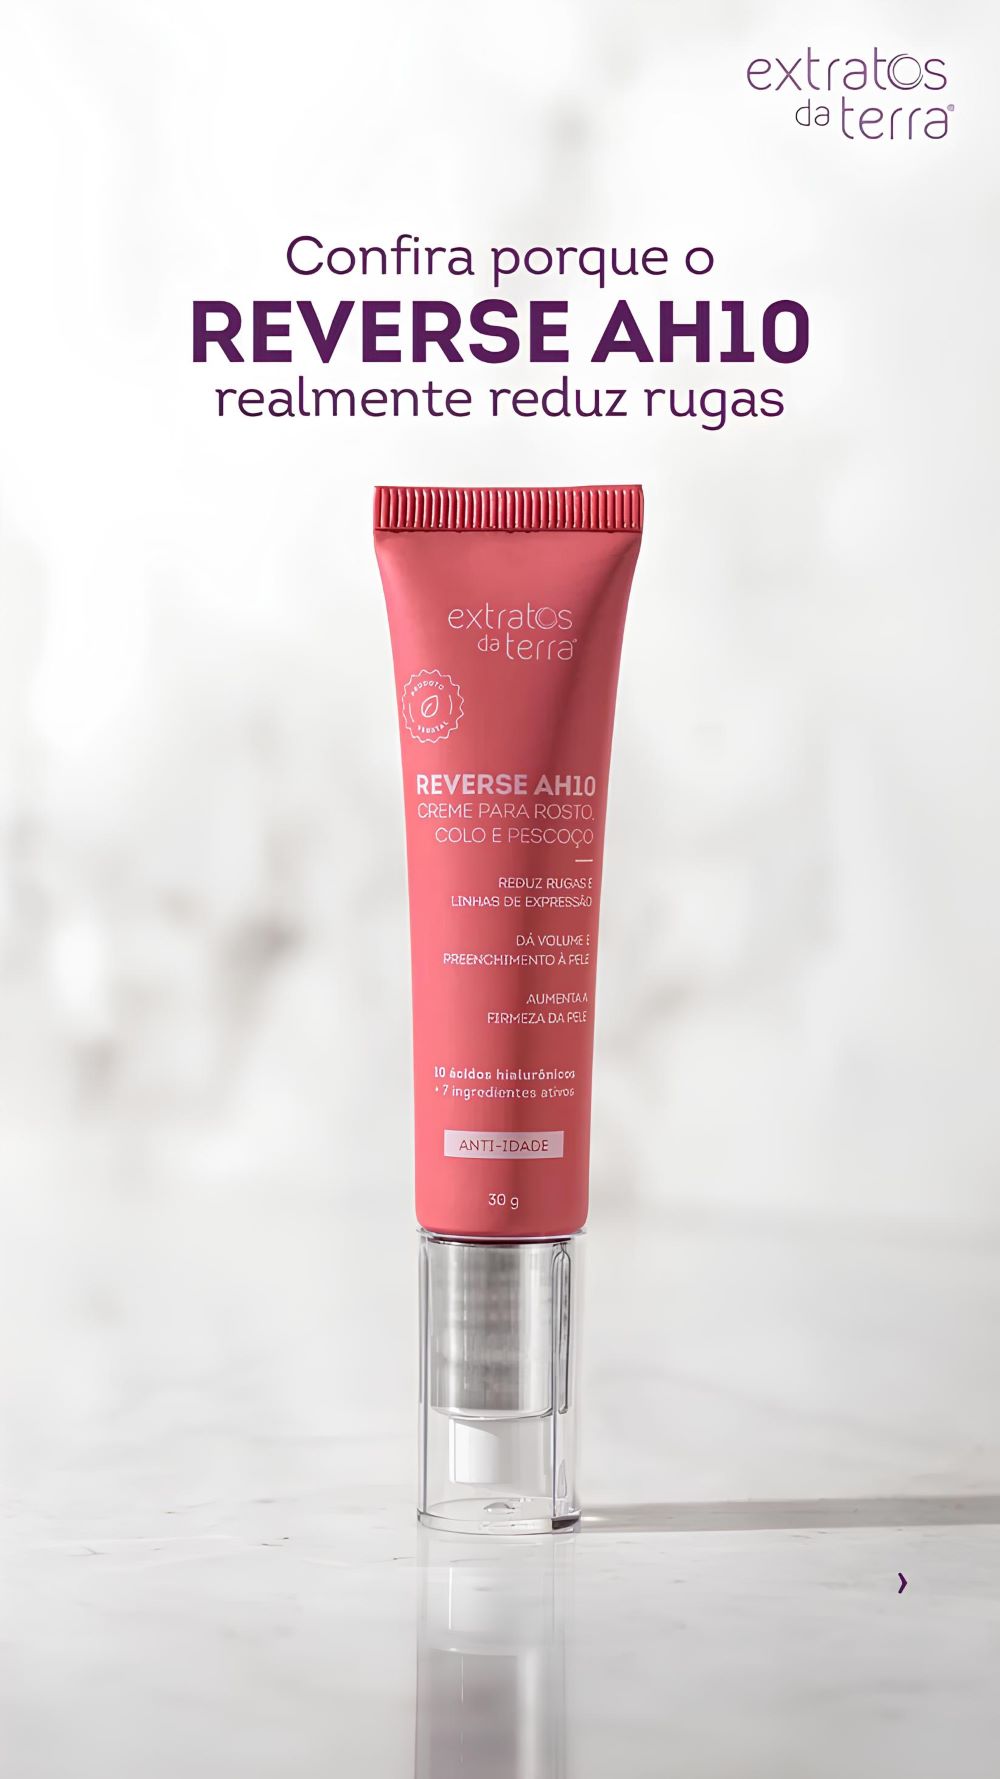 extratos
da terra
Confira porque o
REVERSE AH10
realmente reduz rugas
extratos
da terra
PRODUTO
VEGETAL
REVERSE AH10
CREME PARA ROSTO,
COLO E PESCOÇO
REDUZ RUGAS E
LINHAS DE EXPRESSÃO
DÁ VOLUME E
PREENCHIMENTO À PELE
AUMENTA A
FIRMEZA DA PELE
10 ácidos hialurônicos
+ 7 ingredientes ativos
ANTI-IDADE
30 g